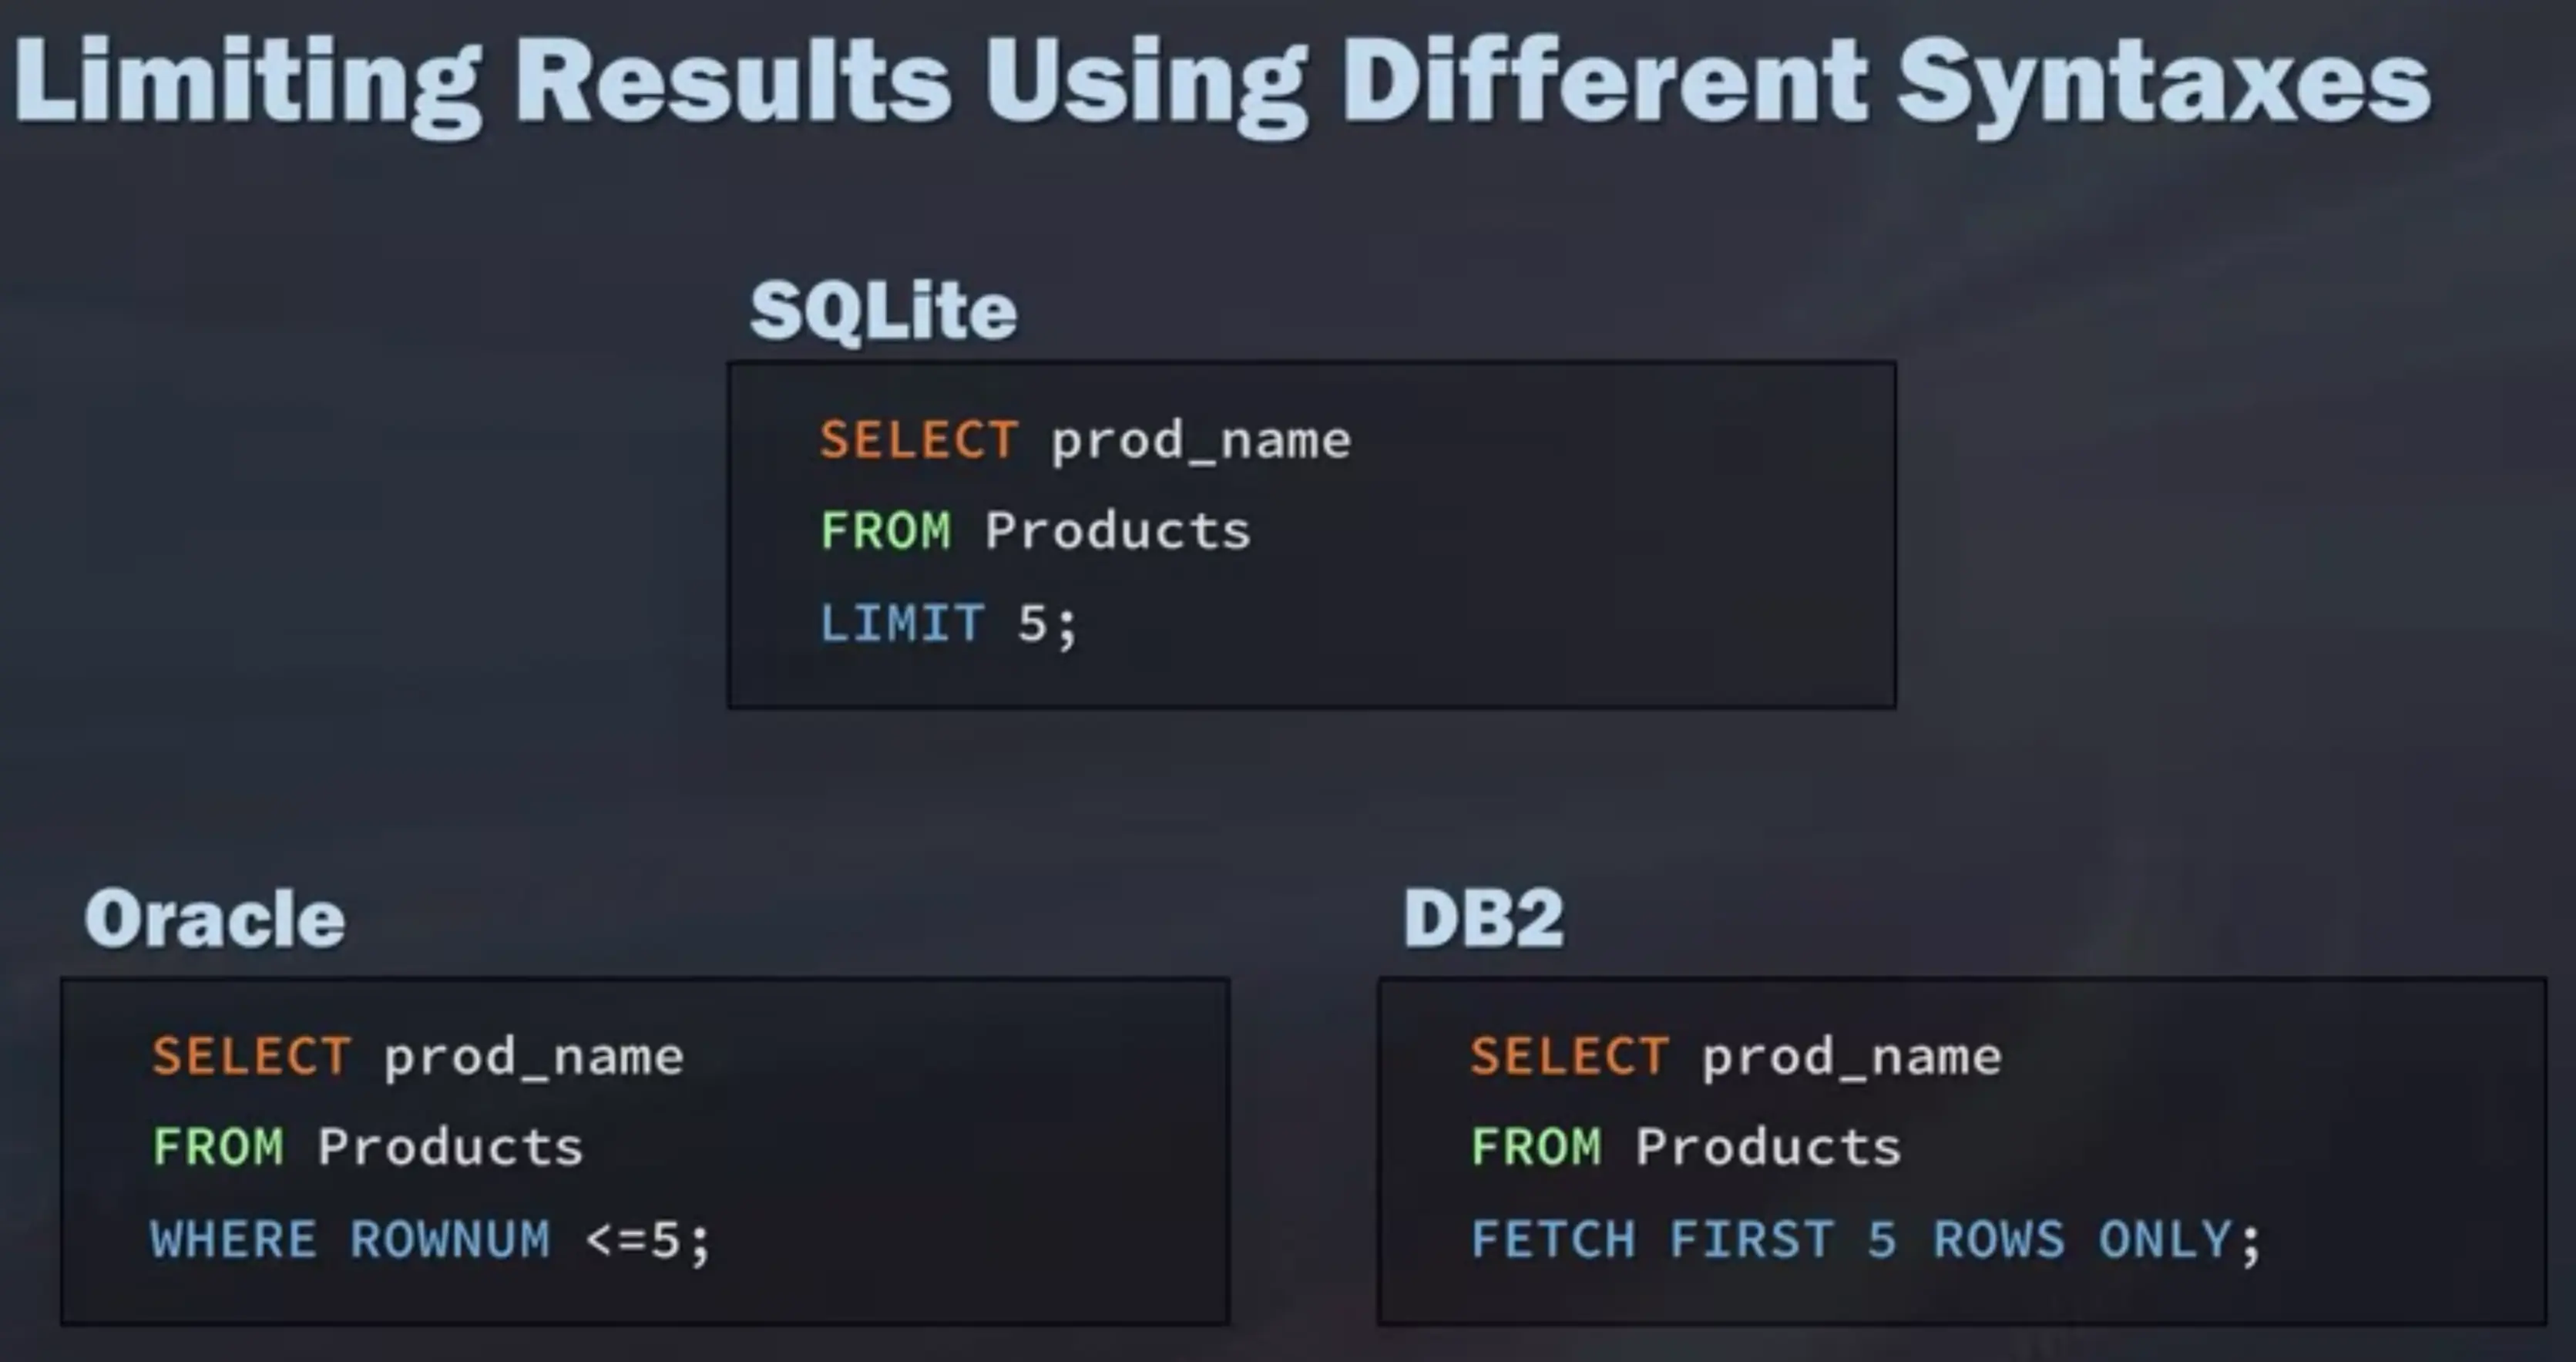 Limiting Results Using Different Syntaxes
SQLite
SELECT prod_name
FROM Products
LIMIT 5;
Oracle
SELECT prod_name
FROM Products
WHERE ROWNUM <=5;
DB2
SELECT prod_name
FROM Products
FETCH FIRST 5 ROWS ONLY;